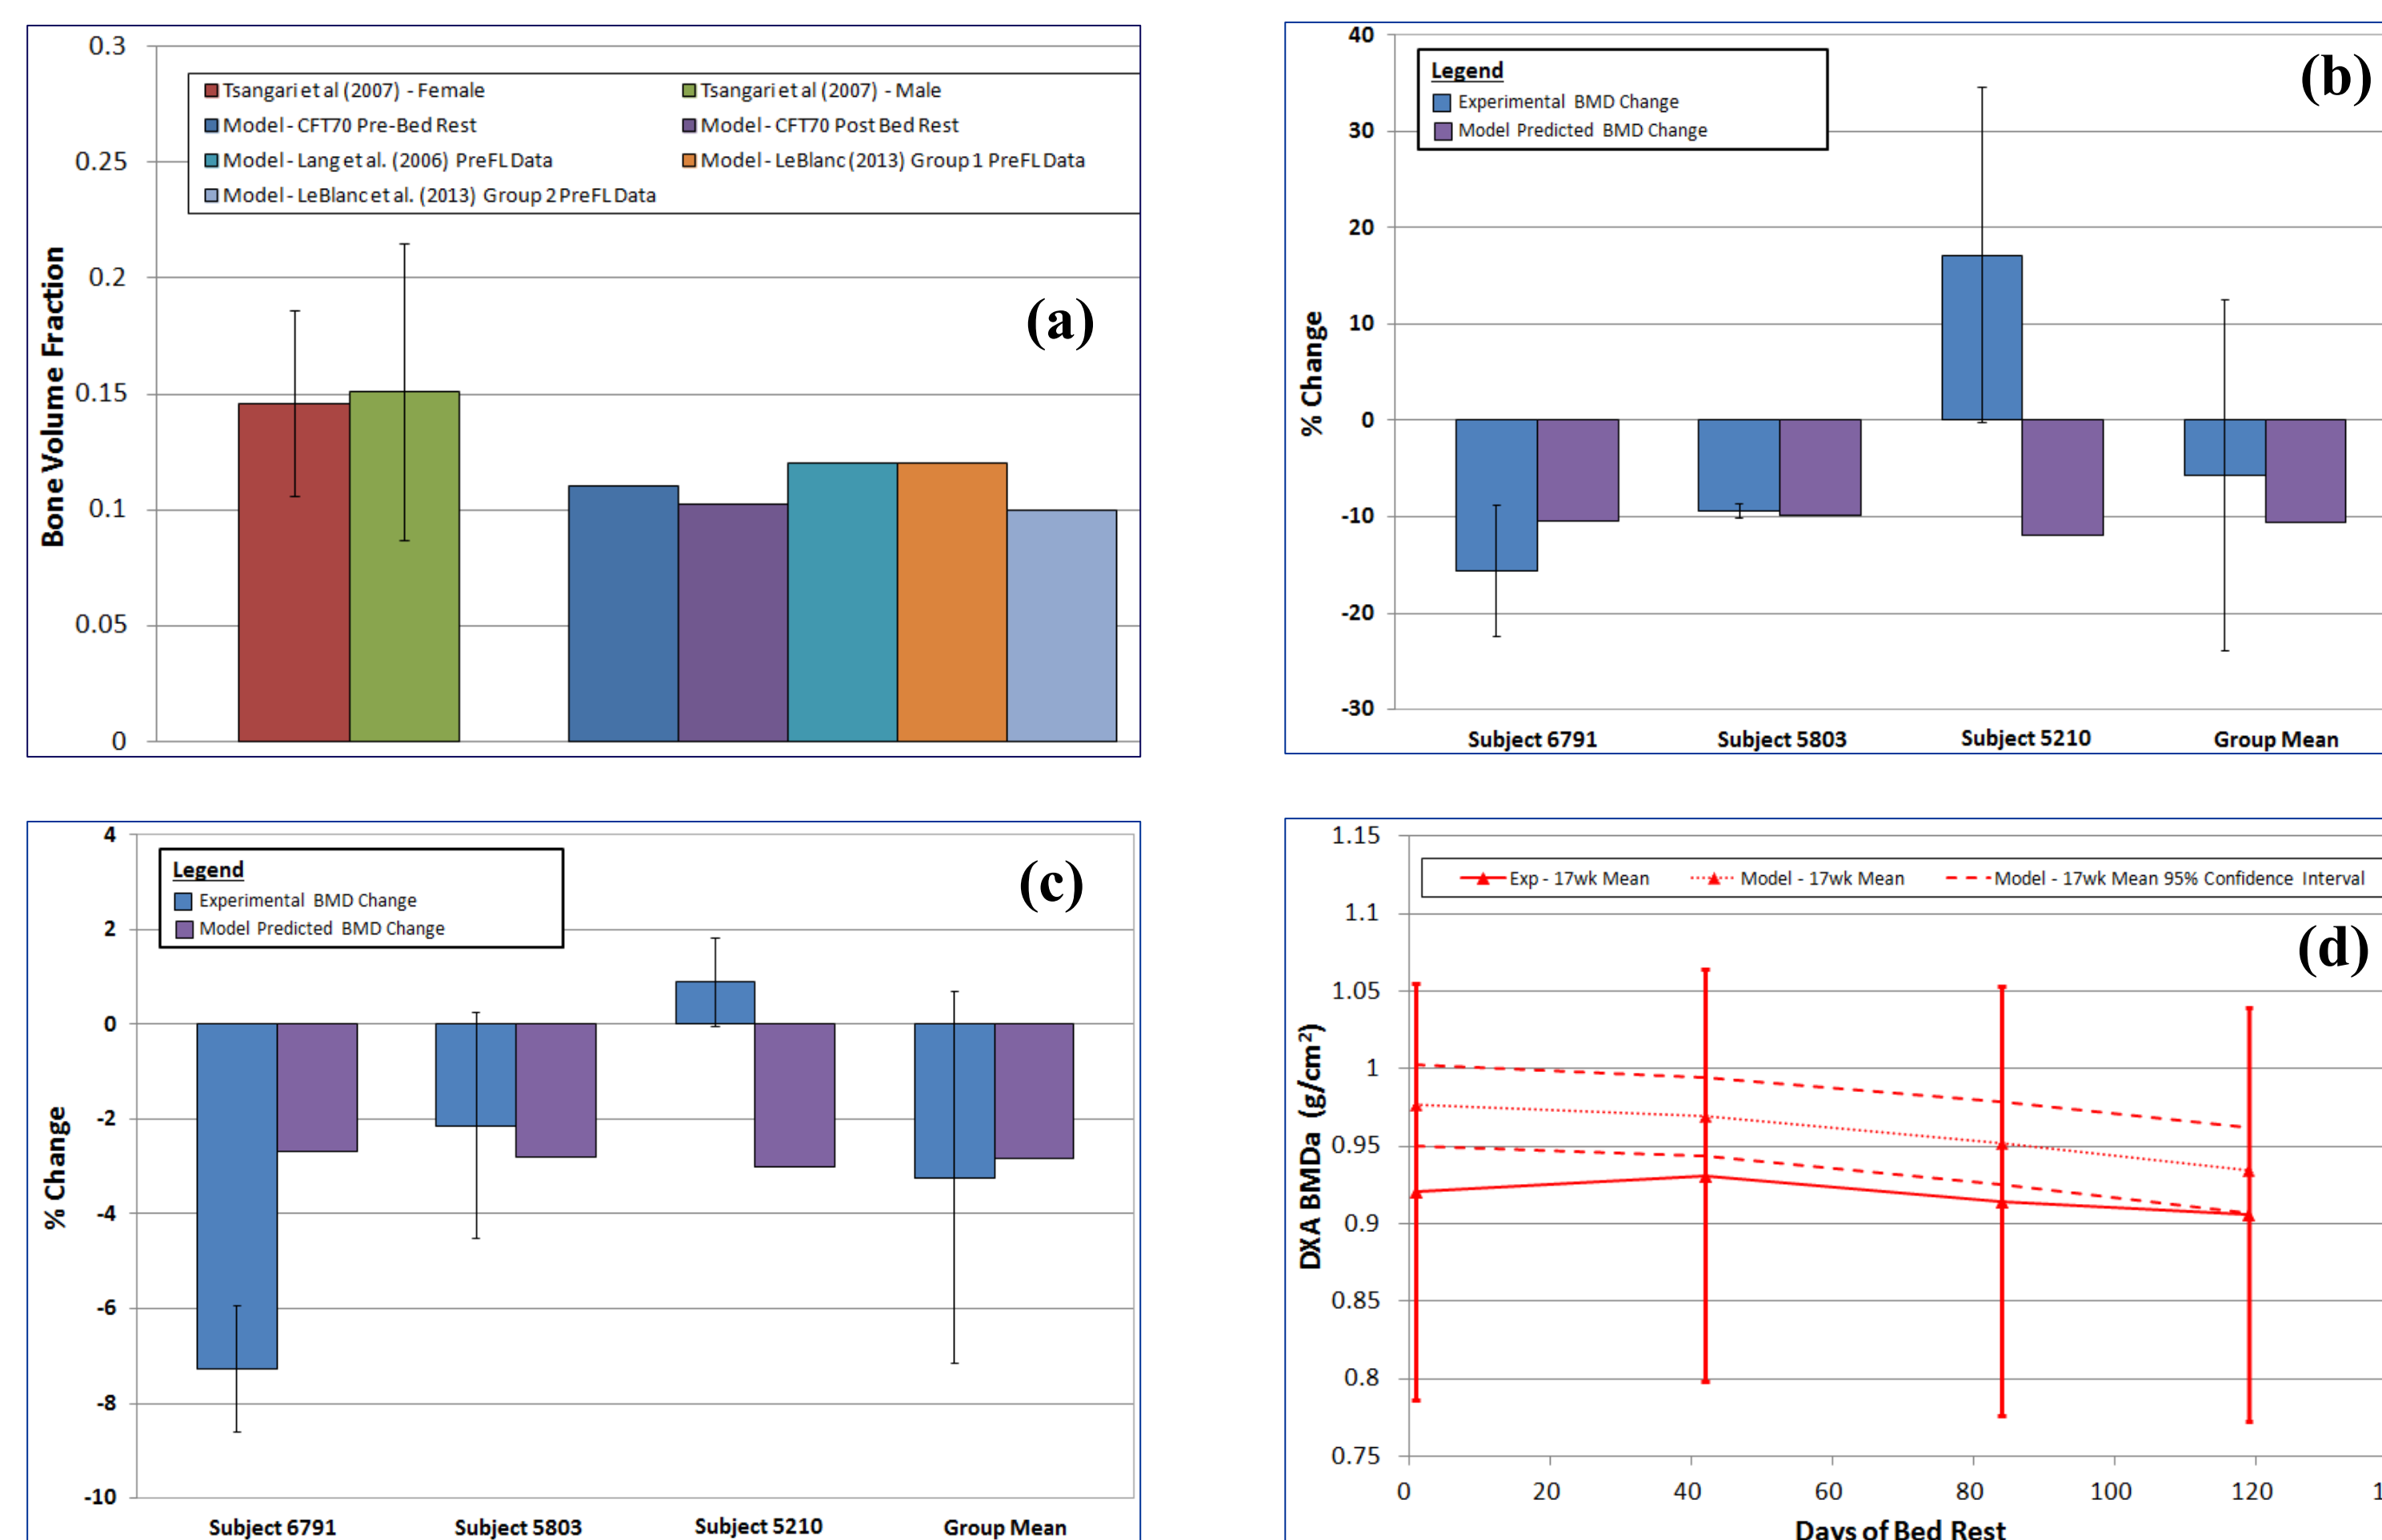 0.3
0.25
0.2
0.15
0.1
0.05
0
Bone Volume Fraction
Tsangari et al (2007) - Female
Tsangari et al (2007) - Male
Model - CFT70 Pre-Bed Rest
Model - CFT70 Post Bed Rest
Model - Lang et al. (2006) PreFL Data
Model - LeBlanc (2013) Group 1 PreFL Data
Model - LeBlanc et al. (2013) Group 2 PreFL Data
(a)
40
30
20
10
0
-10
-20
-30
% Change
Legend
Experimental BMD Change
Model Predicted BMD Change
(b)
Subject 6791
Subject 5803
Subject 5210
Group Mean
4
2
0
-2
-4
-6
-8
-10
% Change
Legend
Experimental BMD Change
Model Predicted BMD Change
(c)
Subject 6791
Subject 5803
Subject 5210
Group Mean
1.15
1.1
1.05
1
0.95
0.9
0.85
0.8
0.75
DXA BMDa (g/cm²)
Exp - 17wk Mean
Model - 17wk Mean
Model - 17wk Mean 95% Confidence Interval
(d)
0
20
40
60
80
100
120
Days of Bed Rest